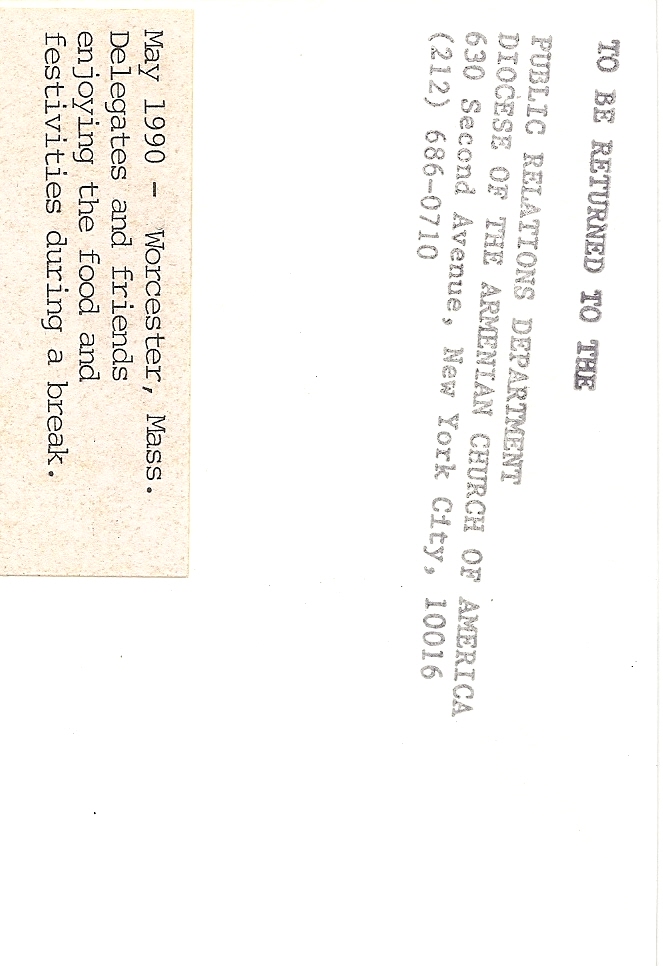 TO BE RETURNED TO THE
PUBLIC RELATIONS DEPARTMENT
DIOCESE OF THE ARMENIAN CHURCH OF AMERICA
630 Second Avenue, New York City, 10016
(212) 686-0710
May 1990 - Worcester, Mass.
Delegates and friends
enjoying the food and
festivities during a break.